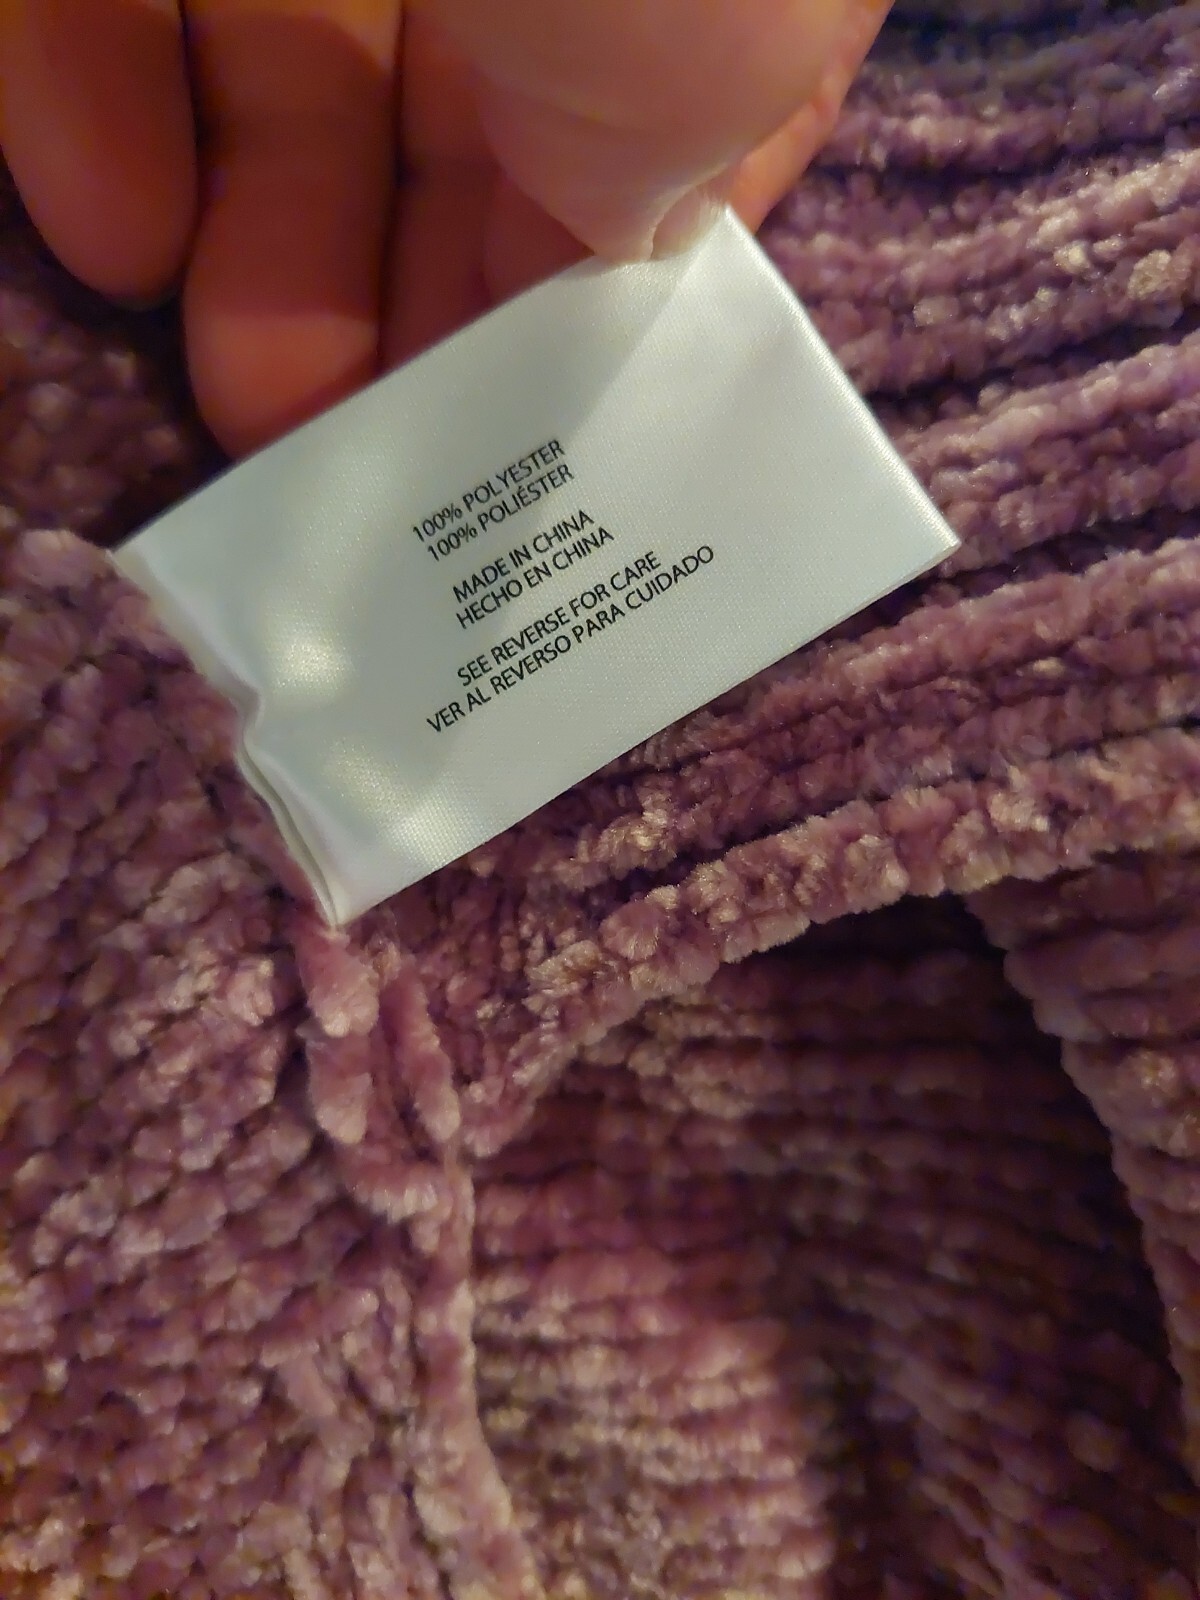 100% POLYESTER
100% POLIÉSTER
MADE IN CHINA
HECHO EN CHINA
SEE REVERSE FOR CARE
VER AL REVERSO PARA CUIDADO